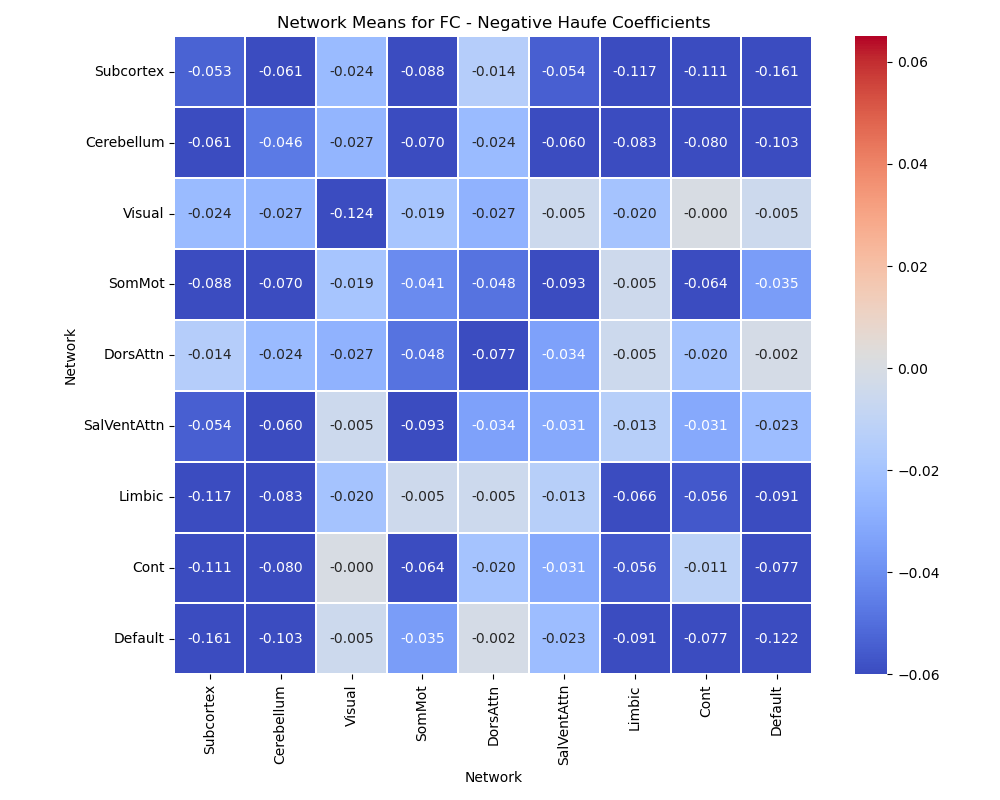 Network Means for FC - Negative Haufe Coefficients
Subcortex -0.053 -0.061 -0.024 -0.088 -0.014 -0.054 -0.117 -0.111 -0.161
Cerebellum -0.061 -0.046 -0.027 -0.070 -0.024 -0.060 -0.083 -0.080 -0.103
Visual -0.024 -0.027 -0.124 -0.019 -0.027 -0.005 -0.020 -0.000 -0.005
SomMot -0.088 -0.070 -0.019 -0.041 -0.048 -0.093 -0.005 -0.064 -0.035
DorsAttn -0.014 -0.024 -0.027 -0.048 -0.077 -0.034 -0.005 -0.020 -0.002
SalVentAttn -0.054 -0.060 -0.005 -0.093 -0.034 -0.031 -0.013 -0.031 -0.023
Limbic -0.117 -0.083 -0.020 -0.005 -0.005 -0.013 -0.066 -0.056 -0.091
Cont -0.111 -0.080 -0.000 -0.064 -0.020 -0.031 -0.056 -0.011 -0.077
Default -0.161 -0.103 -0.005 -0.035 -0.002 -0.023 -0.091 -0.077 -0.122
Network
Subcortex Cerebellum Visual SomMot DorsAttn SalVentAttn Limbic Cont Default
Network
0.06
0.04
0.02
0.00
−0.02
−0.04
−0.06